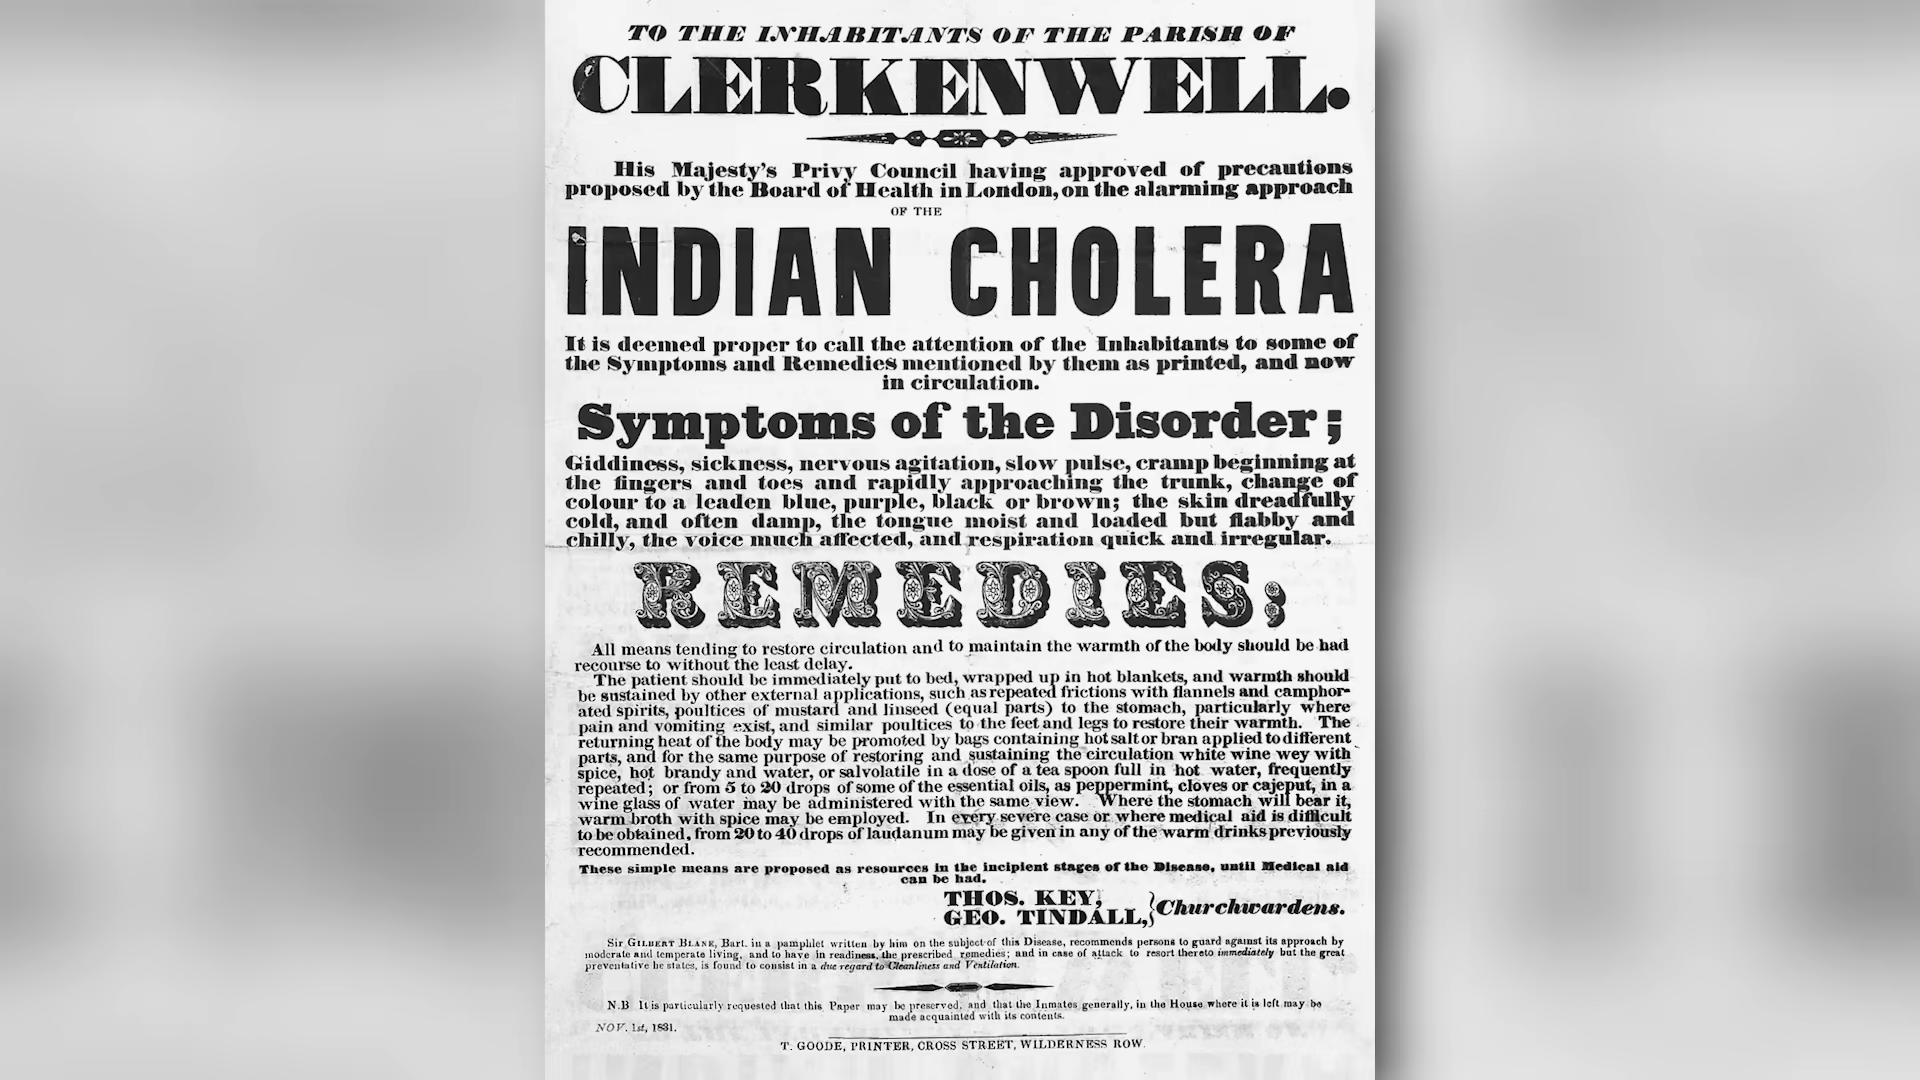 TO THE INHABITANTS OF THE PARISH OF
CLERKENWELL.
His Majesty's Privy Council having approved of precautions
proposed by the Board of Health in London, on the alarming approach
OF THE
INDIAN CHOLERA
It is deemed proper to call the attention of the Inhabitants to some of
the Symptoms and Remedies mentioned by them as printed, and now
in circulation.
Symptoms of the Disorder;
Giddiness, sickness, nervous agitation, slow pulse, cramp beginning at
the fingers and toes and rapidly approaching the trunk, change of
colour to a leaden blue, purple, black or brown; the skin dreadfully
cold, and often damp, the tongue moist and loaded but flabby and
chilly, the voice much affected, and respiration quick and irregular.
REMEDIES;
All means tending to restore circulation and to maintain the warmth of the body should be had
recourse to without the least delay.
The patient should be immediately put to bed, wrapped up in hot blankets, and warmth should
be sustained by other external applications, such as repeated frictions with flannels and camphor-
ated spirits, poultices of mustard and linseed (equal parts) to the stomach, particularly where
pain and vomiting exist, and similar poultices to the feet and legs to restore their warmth. The
returning heat of the body may be promoted by bags containing hot salt or bran applied to different
parts, and for the same purpose of restoring and sustaining the circulation white wine wey with
spice, hot brandy and water, or salvolatile in a dose of a tea spoon full in hot water, frequently
repeated; or from 5 to 20 drops of some of the essential oils, as peppermint, cloves or cajeput, in a
wine glass of water may be administered with the same view. Where the stomach will bear it,
warm broth with spice may be employed. In every severe case or where medical aid is difficult
to be obtained, from 20 to 40 drops of laudanum may be given in any of the warm drinks previously
recommended.
These simple means are proposed as resources in the incipient stages of the Disease, until Medical aid
can be had.
THOS. KEY,
GEO. TINDALL, } Churchwardens.
Sir GILBERT BLANE, Bart. in a pamphlet written by him on the subject of this Disease, recommends persons to guard against its approach by
moderate and temperate living, and to have in readiness, the prescribed remedies; and in case of attack to resort thereto immediately but the great
preventative he states, is found to consist in a due regard to Cleanliness and Ventilation.
N.B It is particularly requested that this Paper may be preserved, and that the Inmates generally, in the House where it is left may be
made acquainted with its contents.
NOV. 1st, 1831.
T. GOODE, PRINTER, CROSS STREET, WILDERNESS ROW.